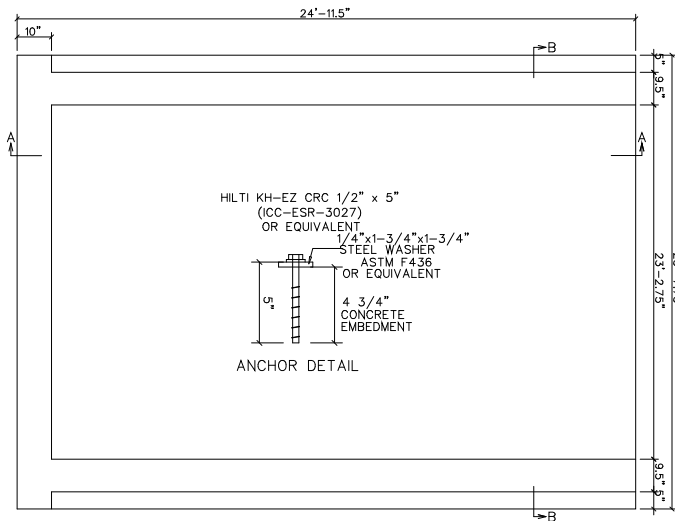 24'-11.5"
10"
B
5"
9.5"
A
A
HILTI KH-EZ CRC 1/2" x 5"
(ICC-ESR-3027)
OR EQUIVALENT
1/4"x1-3/4"x1-3/4"
STEEL WASHER
ASTM F436
OR EQUIVALENT
23'-2.75"
5"
4 3/4"
CONCRETE
EMBEDMENT
ANCHOR DETAIL
9.5"
5"
B